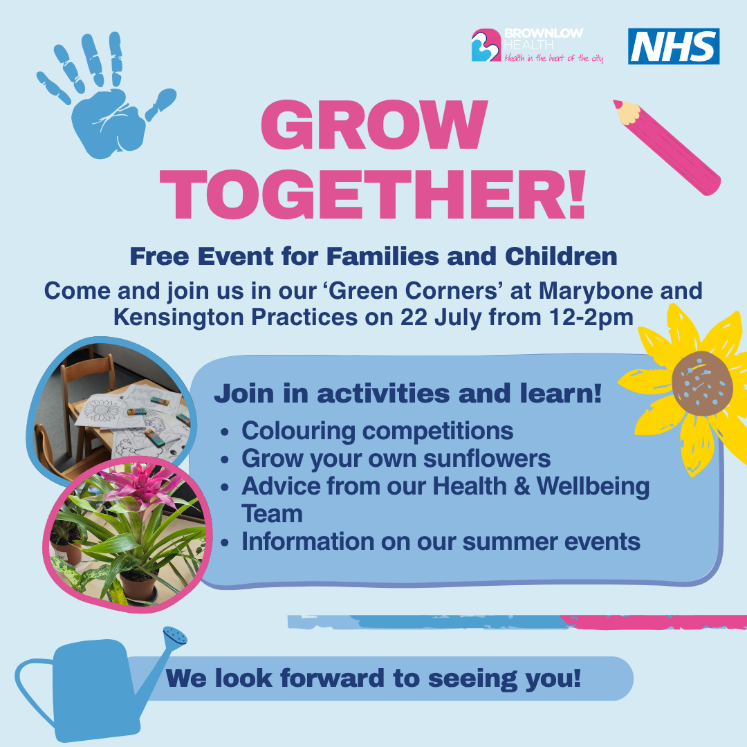 BROWNLOW
HEALTH
Health in the heart of the city
NHS
GROW
TOGETHER!
Free Event for Families and Children
Come and join us in our ‘Green Corners’ at Marybone and
Kensington Practices on 22 July from 12-2pm
Join in activities and learn!
• Colouring competitions
• Grow your own sunflowers
• Advice from our Health & Wellbeing
Team
• Information on our summer events
We look forward to seeing you!